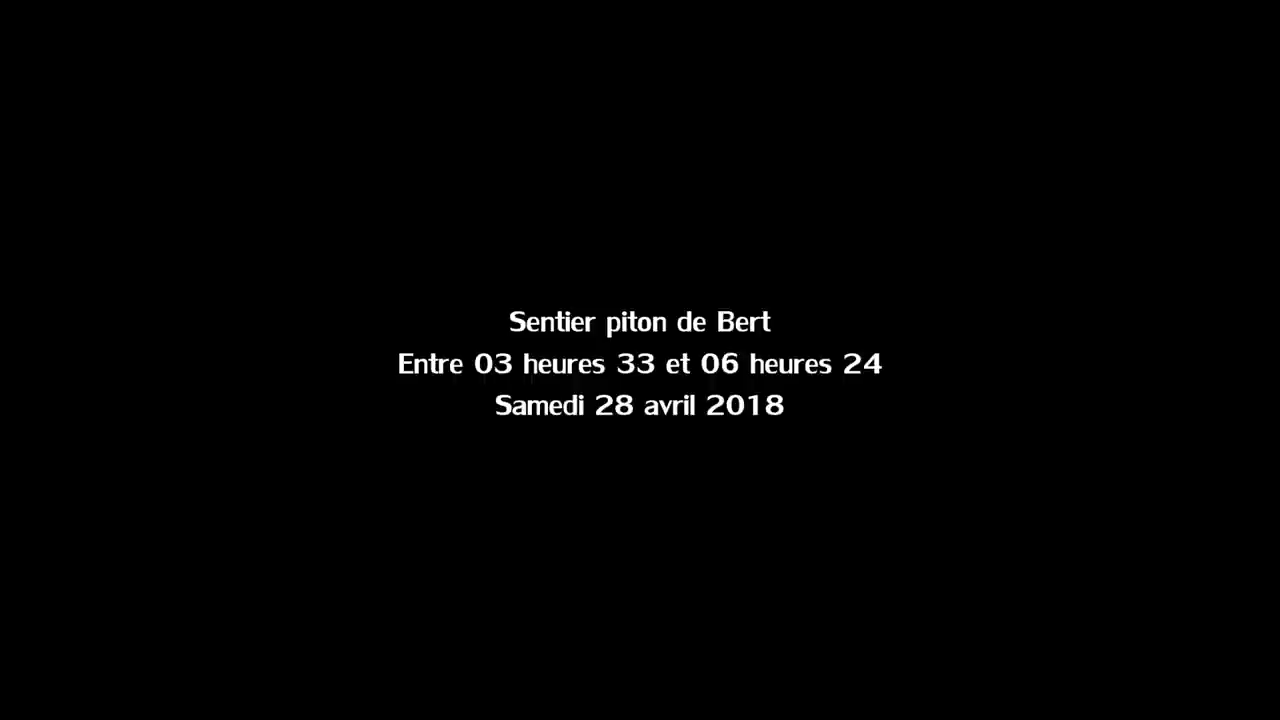 Sentier piton de Bert
Entre 03 heures 33 et 06 heures 24
Samedi 28 avril 2018